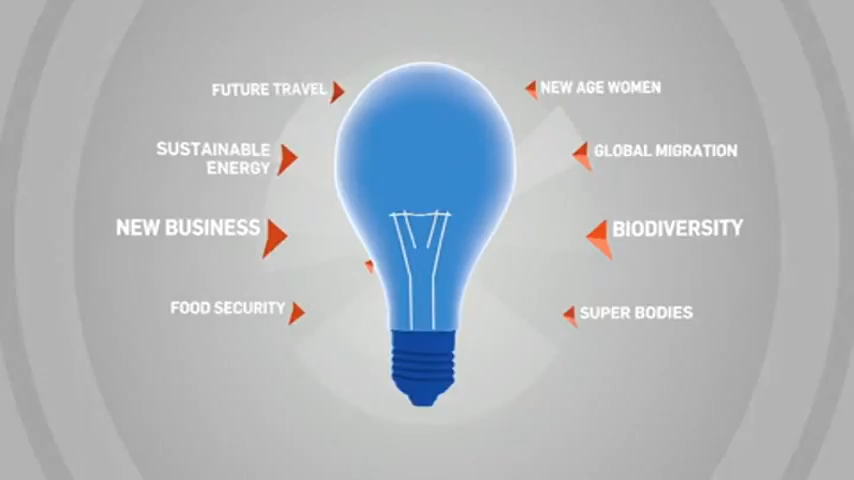 FUTURE TRAVEL
NEW AGE WOMEN
SUSTAINABLE
ENERGY
GLOBAL MIGRATION
NEW BUSINESS
BIODIVERSITY
FOOD SECURITY
SUPER BODIES